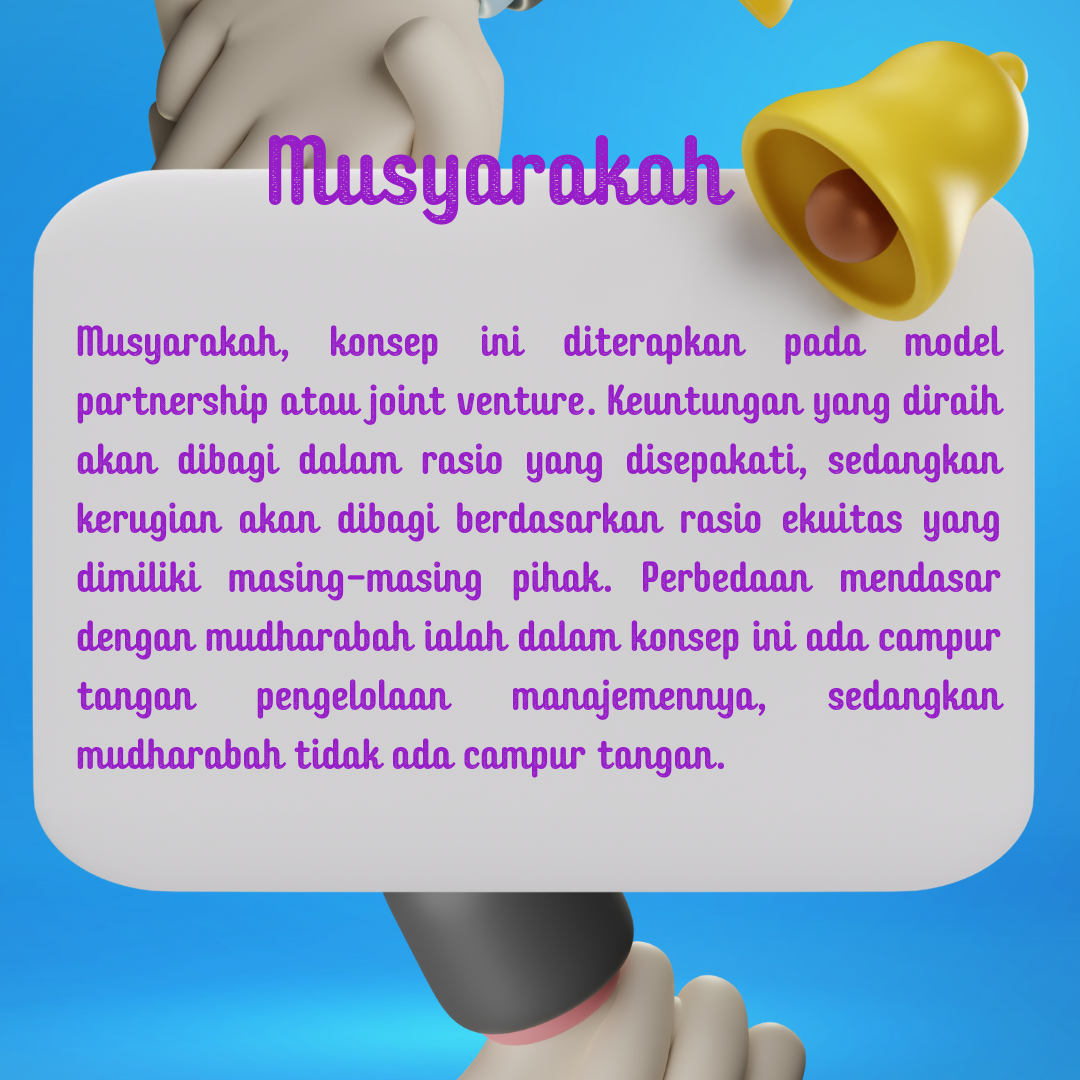 Musyarakah
Musyarakah, konsep ini diterapkan pada model
partnership atau joint venture. Keuntungan yang diraih
akan dibagi dalam rasio yang disepakati, sedangkan
kerugian akan dibagi berdasarkan rasio ekuitas yang
dimiliki masing-masing pihak. Perbedaan mendasar
dengan mudharabah ialah dalam konsep ini ada campur
tangan pengelolaan manajemennya, sedangkan
mudharabah tidak ada campur tangan.